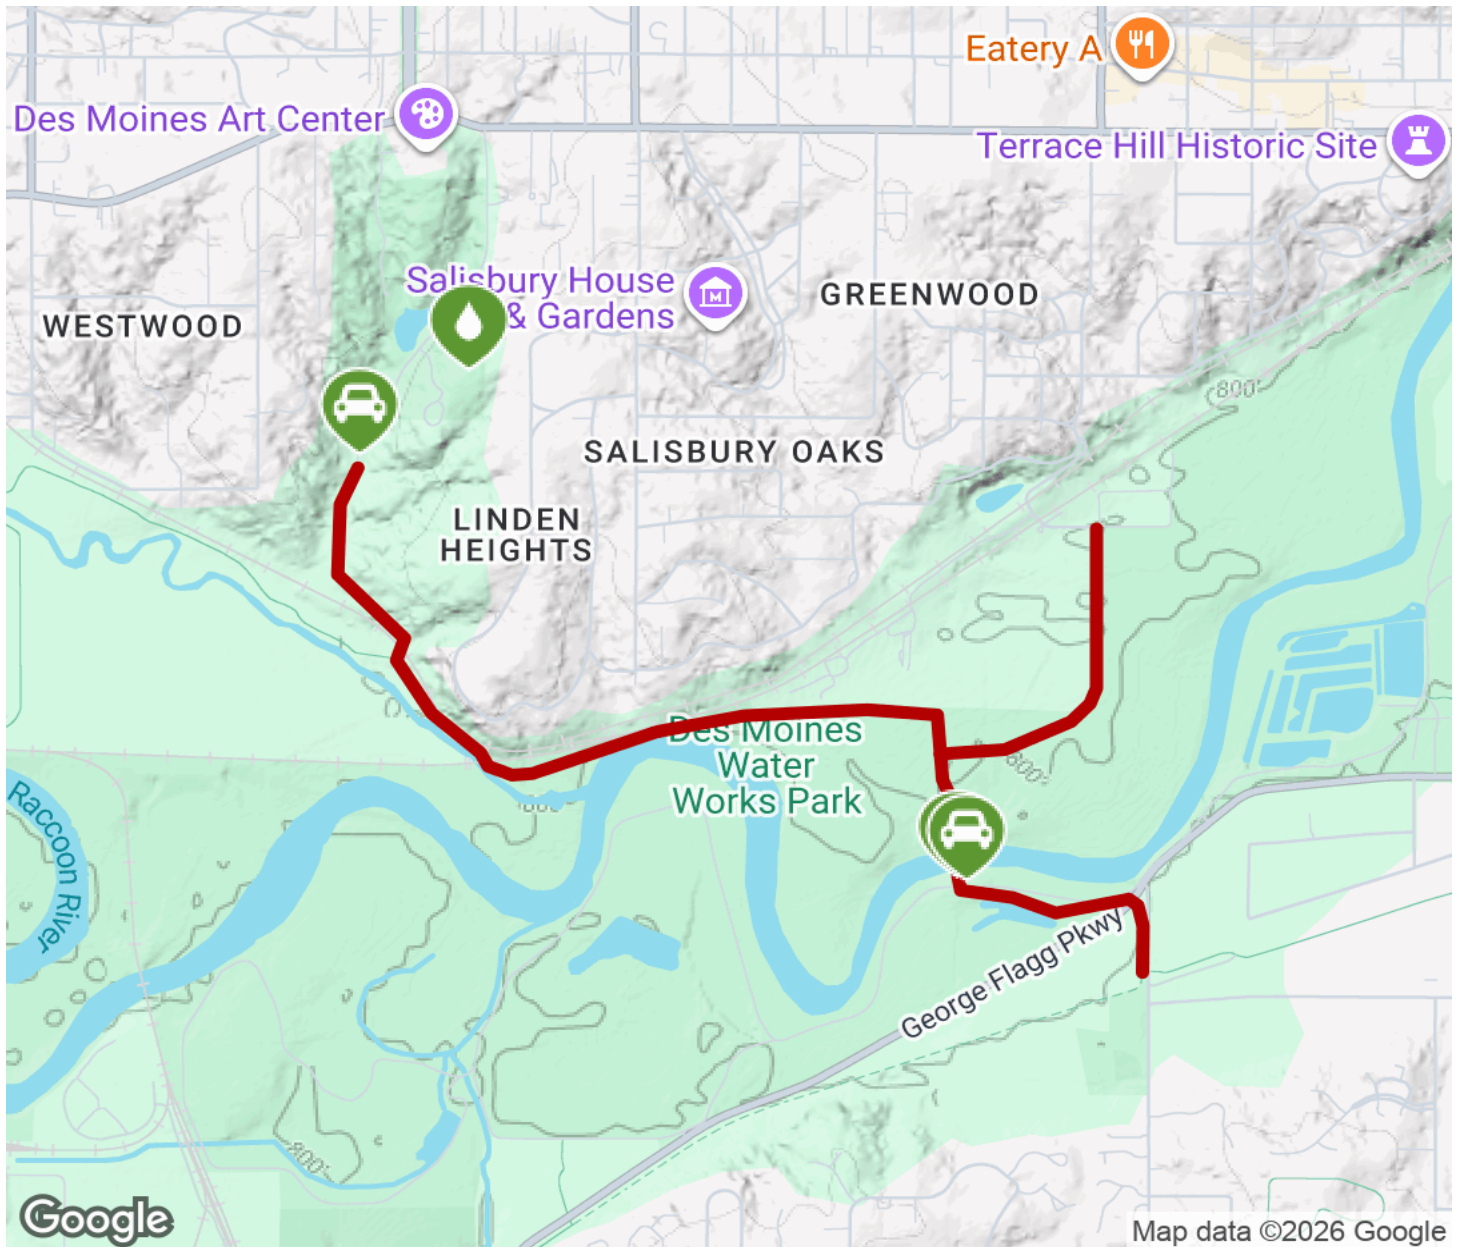 Eatery A
Des Moines Art Center
Terrace Hill Historic Site
Salisbury House
& Gardens
GREENWOOD
WESTWOOD
800'
SALISBURY OAKS
LINDEN
HEIGHTS
Des Moines
Water
Works Park
800'
Raccoon River
George Flagg Pkwy
800'
Google
Map data ©2026 Google